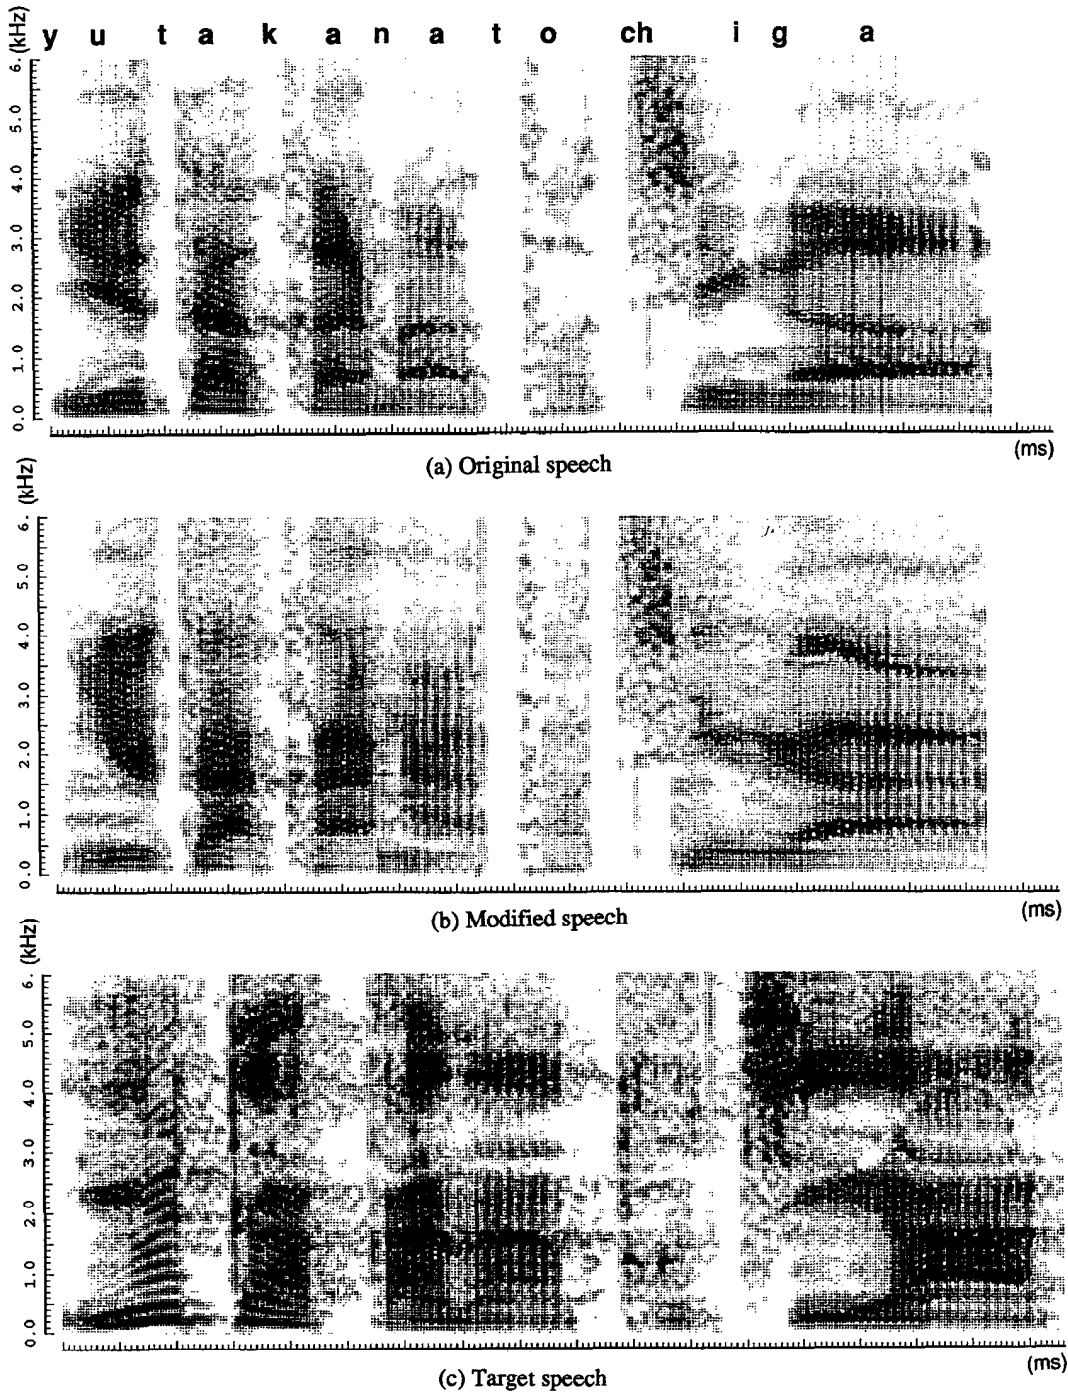 y u t a k a n a t o ch i g a
(kHz)
6.
5.0
4.0
3.0
2.0
1.0
0.0
(ms)
(a) Original speech
(kHz)
6.
5.0
4.0
3.0
2.0
1.0
0.0
(ms)
(b) Modified speech
(kHz)
6.
5.0
4.0
3.0
2.0
1.0
0.0
(ms)
(c) Target speech